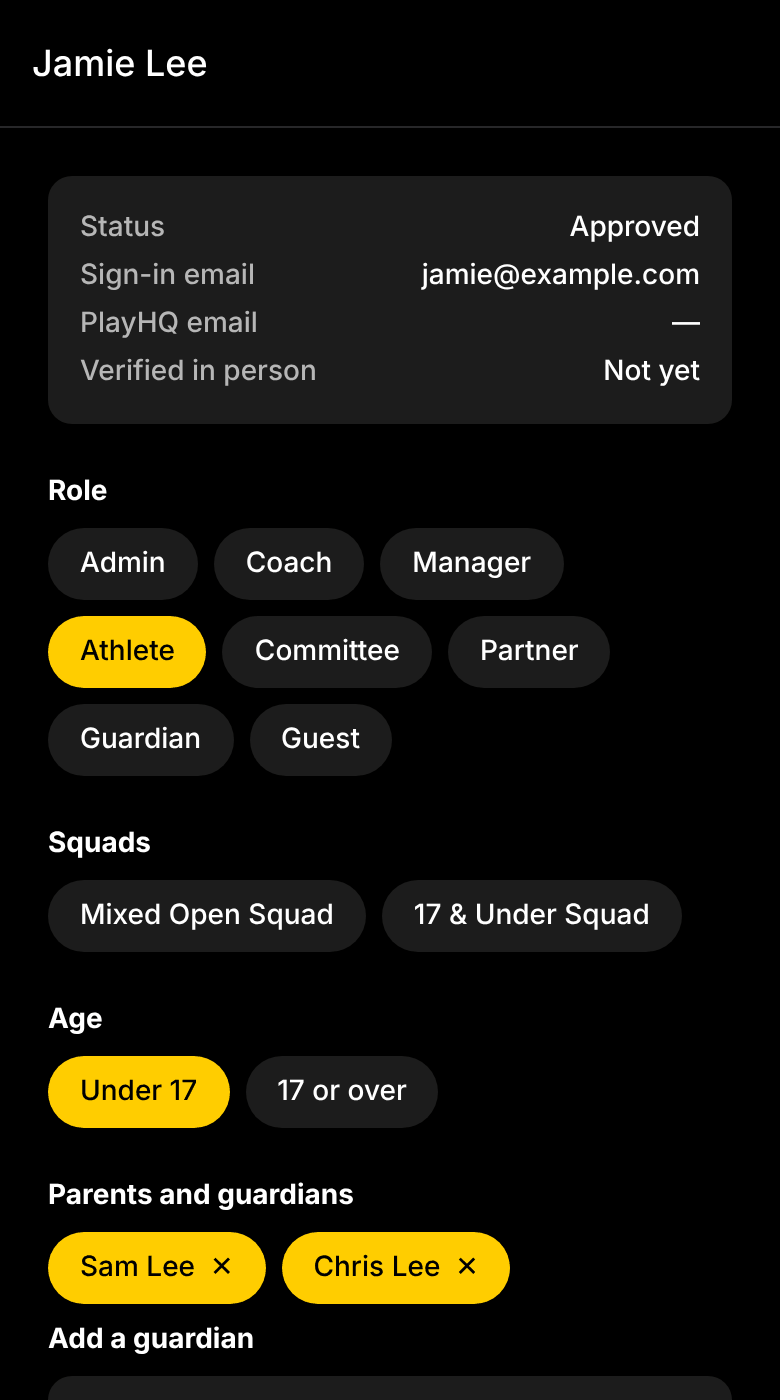 Jamie Lee
Status Approved
Sign-in email jamie@example.com
PlayHQ email —
Verified in person Not yet
Role
Admin Coach Manager
Athlete Committee Partner
Guardian Guest
Squads
Mixed Open Squad 17 & Under Squad
Age
Under 17 17 or over
Parents and guardians
Sam Lee ✕ Chris Lee ✕
Add a guardian